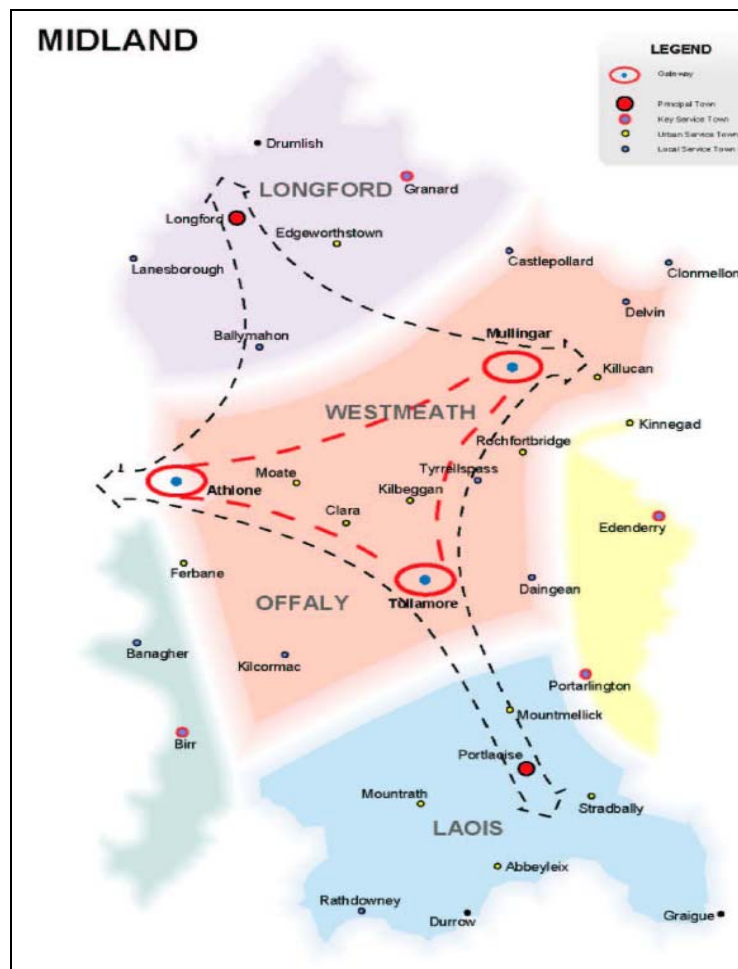 MIDLAND
LEGEND
Gateway
Principal Town
Key Service Town
Urban Service Town
Local Service Town
Drumlish
LONGFORD
Granard
Longford
Edgeworthstown
Lanesborough
Castlepollard
Clonmellon
Delvin
Ballymahon
Mullingar
Killucan
WESTMEATH
Kinnegad
Rochfortbridge
Moate
Tyrrellspass
Athlone
Kilbeggan
Clara
Edenderry
Ferbane
Daingean
OFFALY
Tullamore
Banagher
Kilcormac
Portarlington
Mountmellick
Birr
Portlaoise
Mountrath
Stradbally
LAOIS
Abbeyleix
Rathdowney
Durrow
Graigue